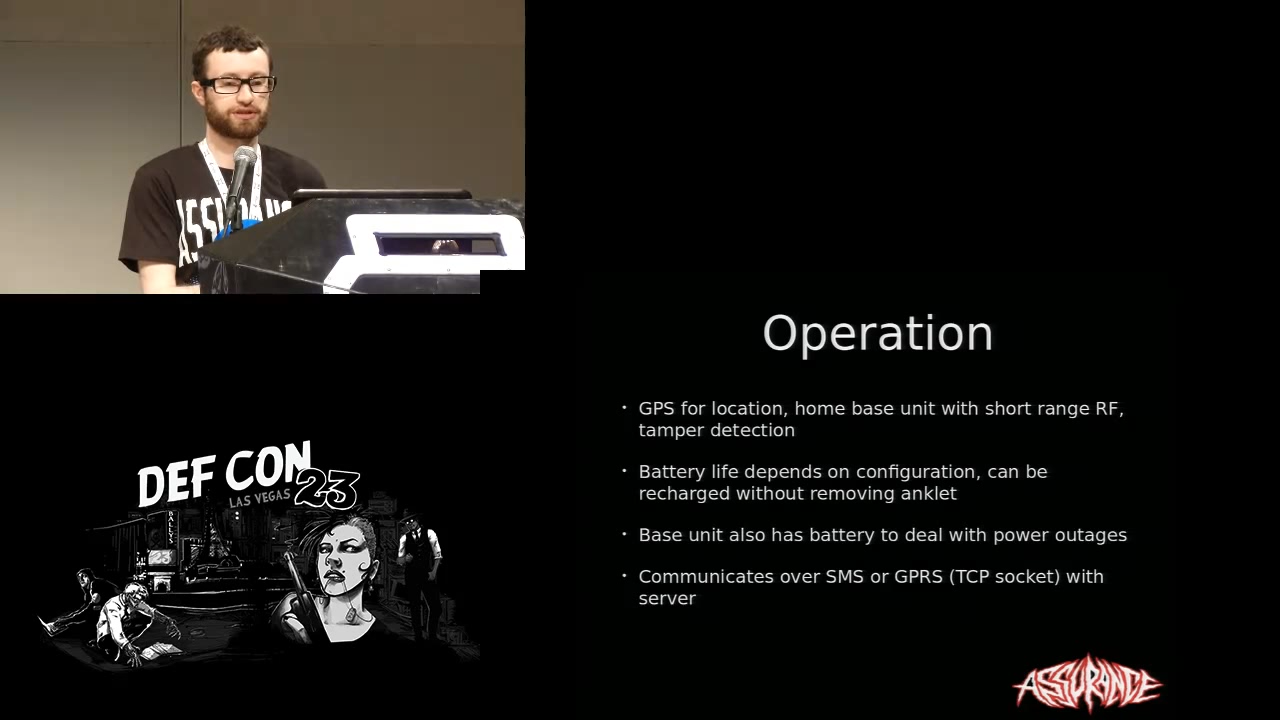 ASSURANC
Operation
• GPS for location, home base unit with short range RF,
tamper detection
• Battery life depends on configuration, can be
recharged without removing anklet
• Base unit also has battery to deal with power outages
• Communicates over SMS or GPRS (TCP socket) with
server
DEF CON
LAS VEGAS 23
BALLYS
ASSURANCE